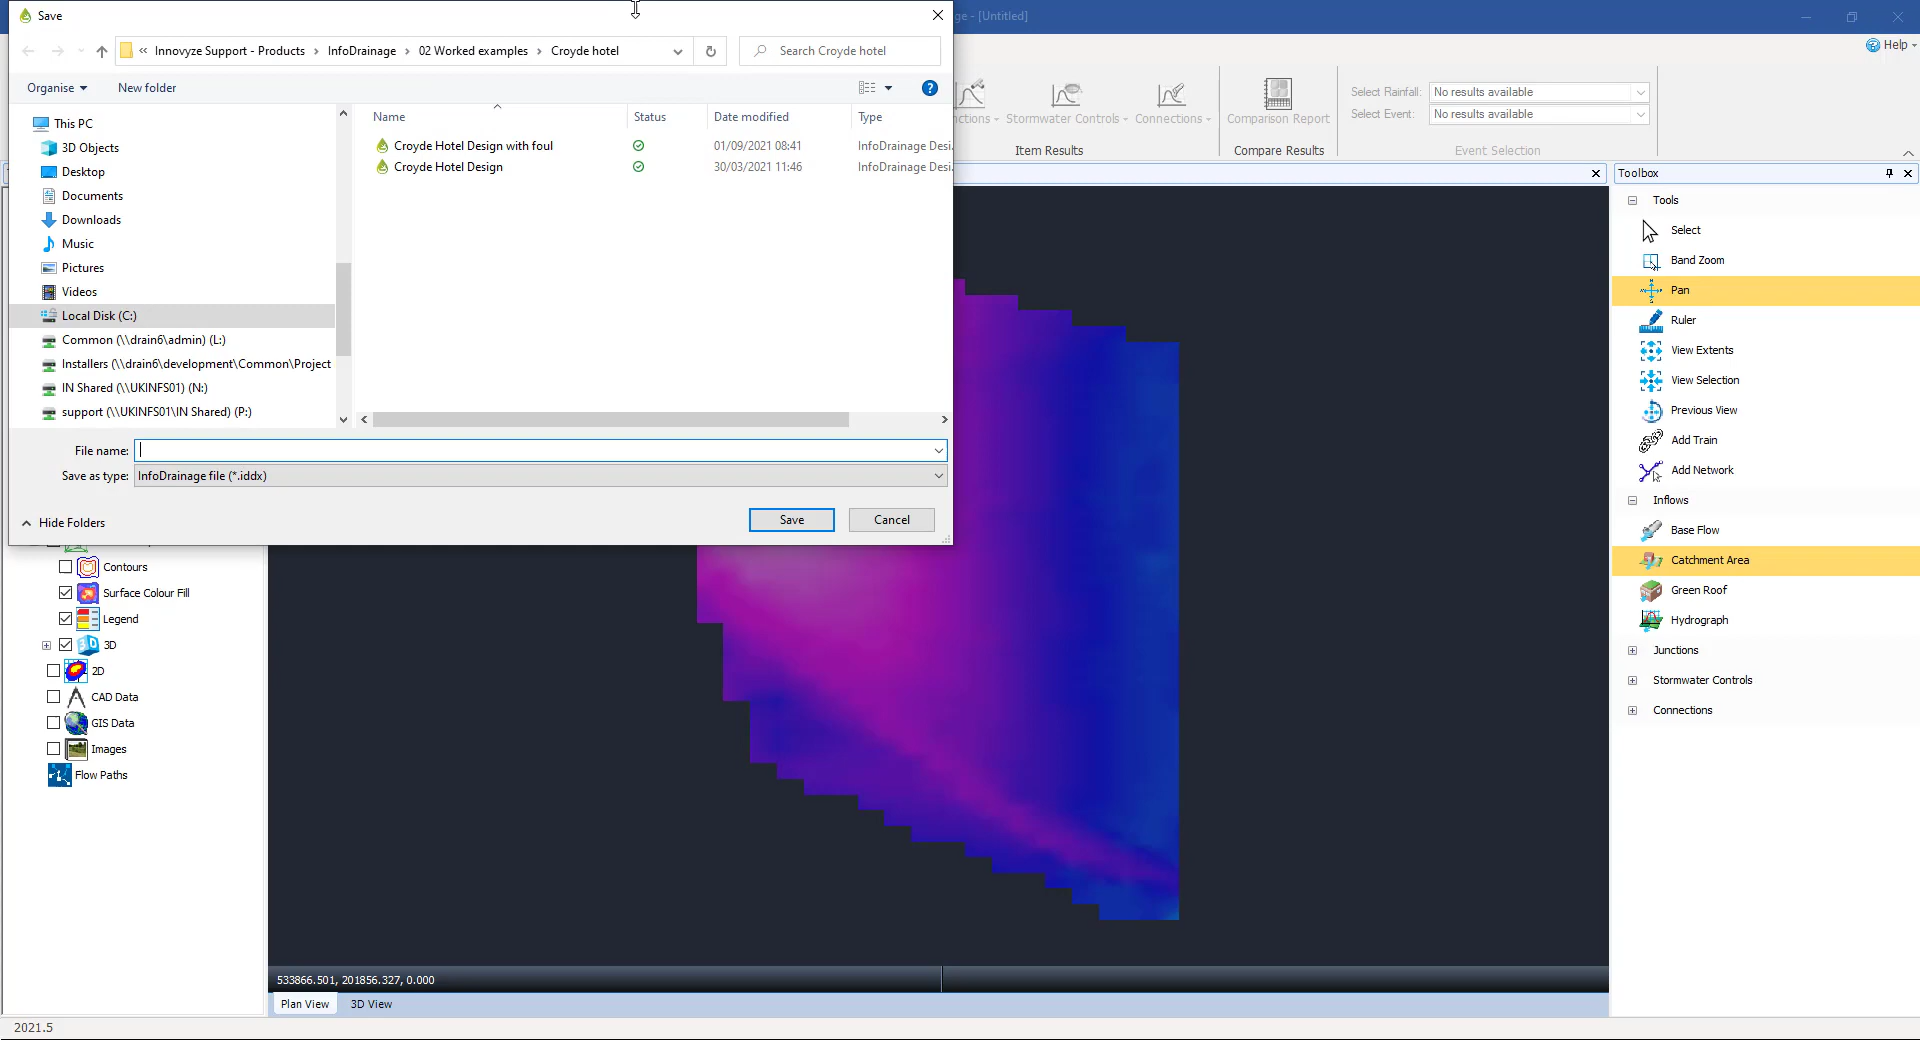 Save
ge - [Untitled]
Help
« Innovyze Support - Products › InfoDrainage › 02 Worked examples › Croyde hotel
Search Croyde hotel
Organise
New folder
Name
Status
Date modified
Type
Croyde Hotel Design with foul
01/09/2021 08:41
InfoDrainage Desi
Croyde Hotel Design
30/03/2021 11:46
InfoDrainage Desi
This PC
3D Objects
Desktop
Documents
Downloads
Music
Pictures
Videos
Local Disk (C:)
Common (\\drain6\admin) (L:)
Installers (\\drain6\development\Common\Project
IN Shared (\\UKINFS01) (N:)
support (\\UKINFS01\IN Shared) (P:)
File name:
Save as type:
InfoDrainage file (*.iddx)
Hide Folders
Save
Cancel
nctions
Stormwater Controls
Connections
Item Results
Comparison Report
Compare Results
Select Rainfall:
No results available
Select Event:
No results available
Event Selection
Contours
Surface Colour Fill
Legend
3D
2D
CAD Data
GIS Data
Images
Flow Paths
Toolbox
Tools
Select
Band Zoom
Pan
Ruler
View Extents
View Selection
Previous View
Add Train
Add Network
Inflows
Base Flow
Catchment Area
Green Roof
Hydrograph
Junctions
Stormwater Controls
Connections
533866.501, 201856.327, 0.000
Plan View
3D View
2021.5